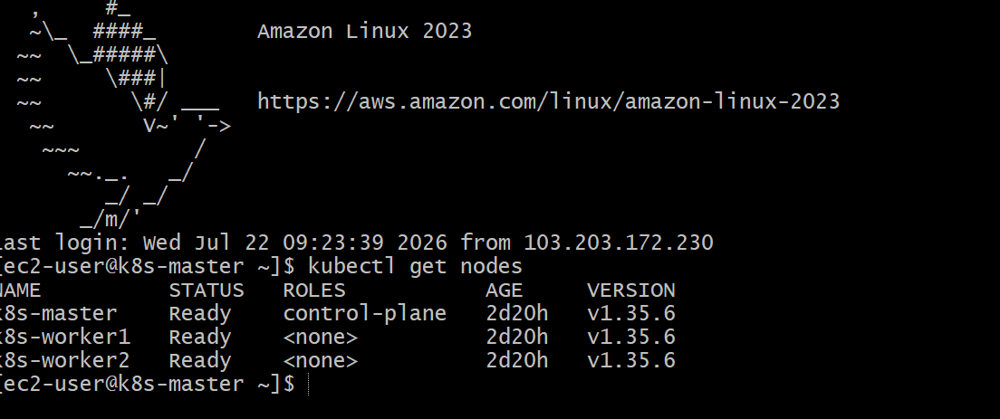 ,     #_
   ~\_  ####_        Amazon Linux 2023
  ~~  \_#####\
  ~~     \###|
  ~~       \#/ ___   https://aws.amazon.com/linux/amazon-linux-2023
   ~~       V~' '->
    ~~~         /
      ~~._.   _/
         _/ _/
       _/m/'
Last login: Wed Jul 22 09:23:39 2026 from 103.203.172.230
[ec2-user@k8s-master ~]$ kubectl get nodes
NAME          STATUS   ROLES           AGE     VERSION
k8s-master    Ready    control-plane   2d20h   v1.35.6
k8s-worker1   Ready    <none>          2d20h   v1.35.6
k8s-worker2   Ready    <none>          2d20h   v1.35.6
[ec2-user@k8s-master ~]$